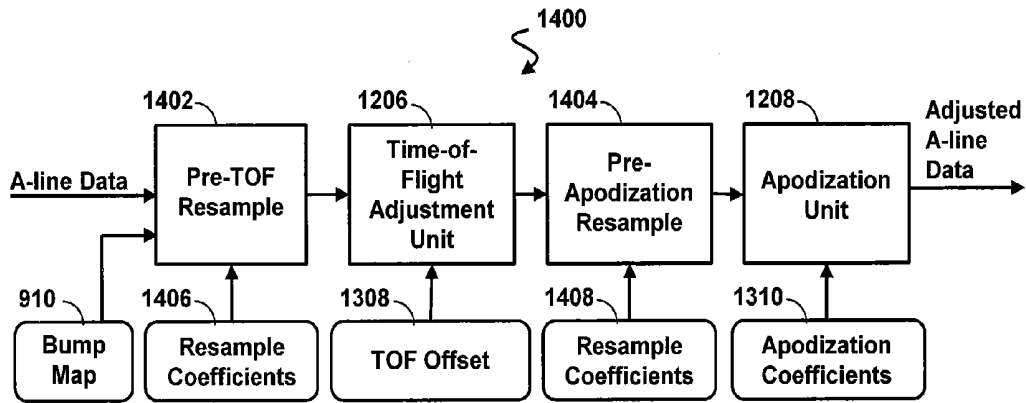 1400
1402
1206
1404
1208
A-line Data
Pre-TOF
Resample
Time-of-
Flight
Adjustment
Unit
Pre-
Apodization
Resample
Apodization
Unit
Adjusted
A-line
Data
910
1406
1308
1408
1310
Bump
Map
Resample
Coefficients
TOF Offset
Resample
Coefficients
Apodization
Coefficients